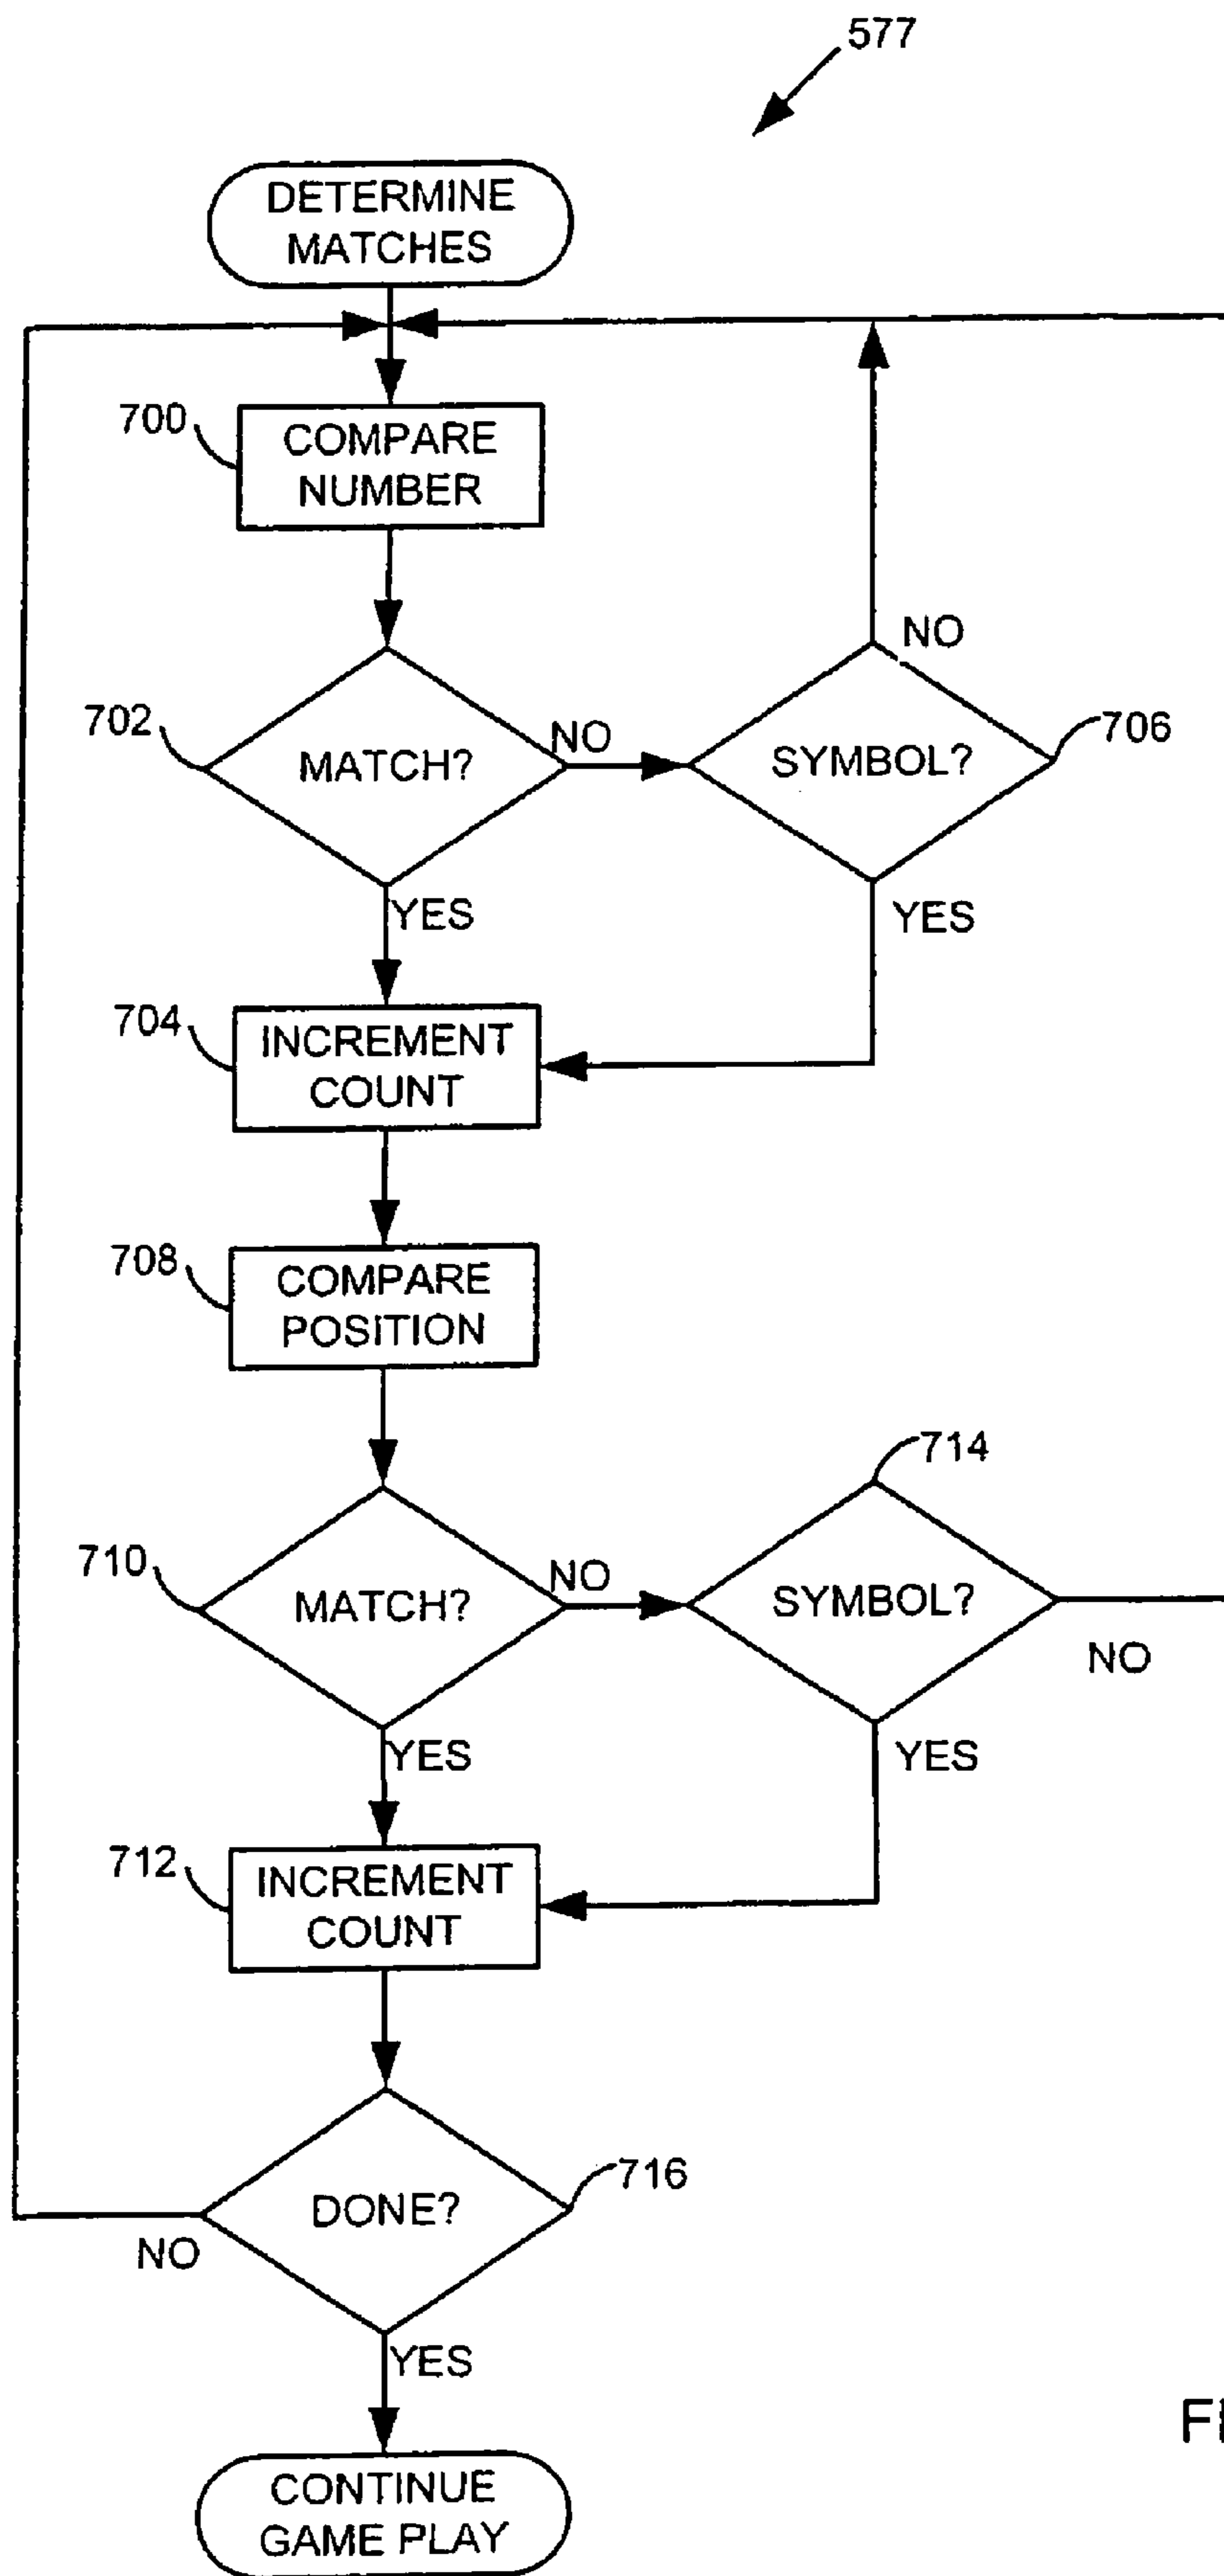 577
DETERMINE
MATCHES
700
COMPARE
NUMBER
NO
702
MATCH?
NO
SYMBOL?
706
YES
YES
704
INCREMENT
COUNT
708
COMPARE
POSITION
714
710
MATCH?
NO
SYMBOL?
NO
YES
YES
712
INCREMENT
COUNT
716
DONE?
NO
YES
CONTINUE
GAME PLAY